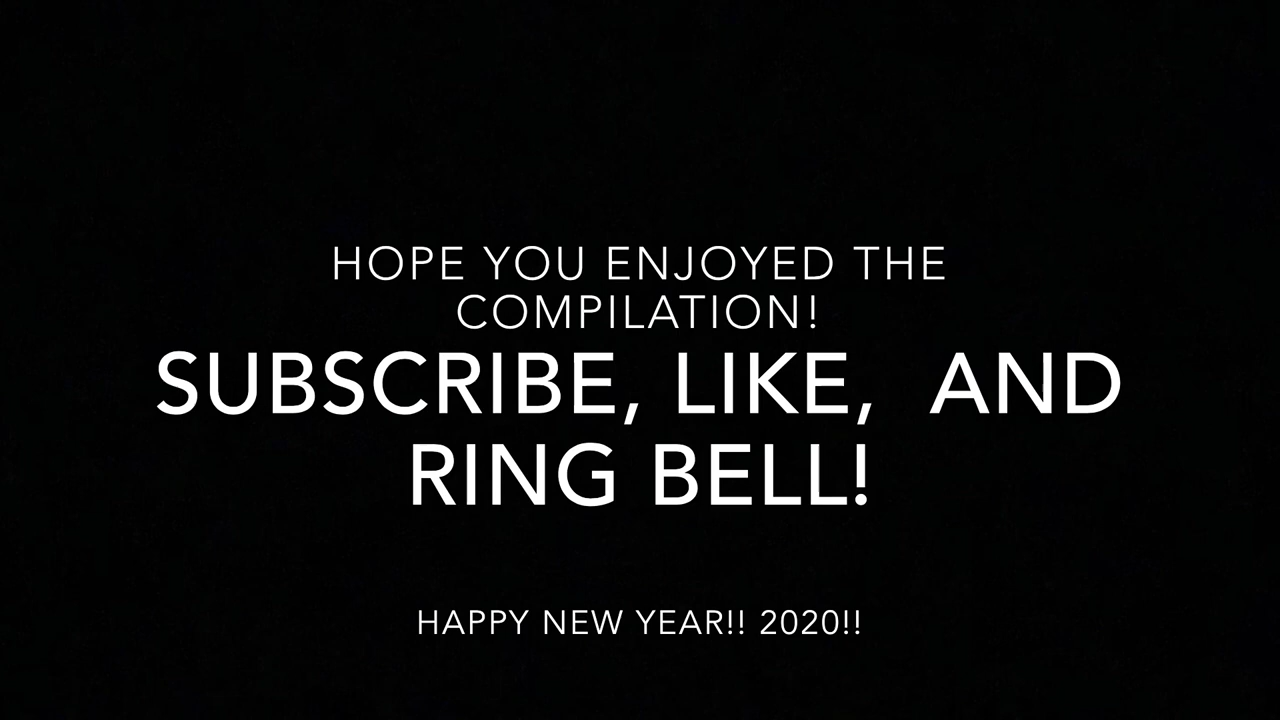 HOPE YOU ENJOYED THE
COMPILATION!
SUBSCRIBE, LIKE,  AND
RING BELL!
HAPPY NEW YEAR!! 2020!!